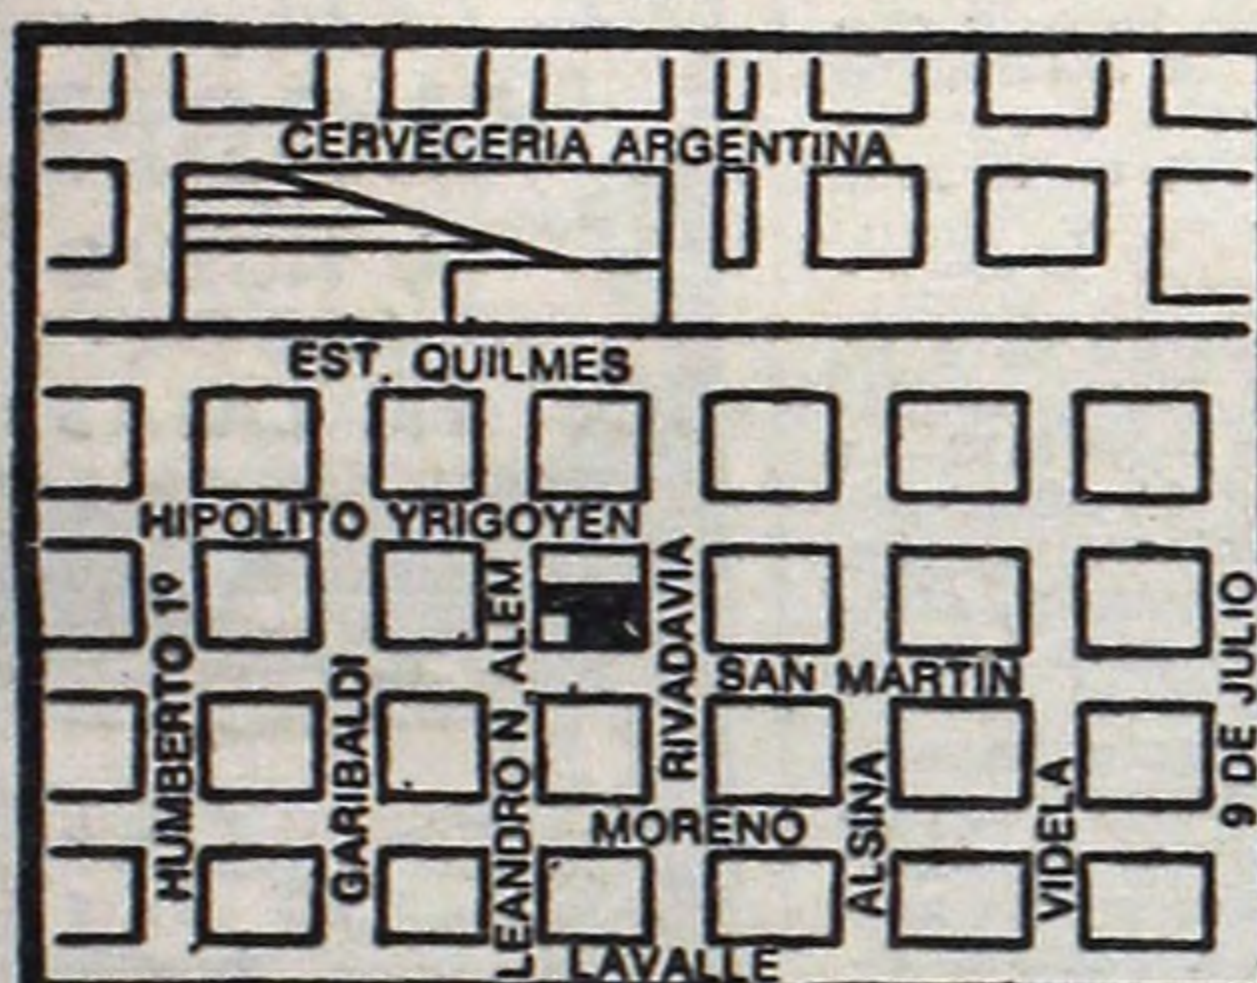 CERVECERIA ARGENTINA
EST. QUILMES
HIPOLITO YRIGOYEN
HUMBERTO 1º
GARIBALDI
LEANDRO N. ALEM
RIVADAVIA
SAN MARTIN
9 DE JULIO
ALSINA
VIDELA
MORENO
LAVALLE